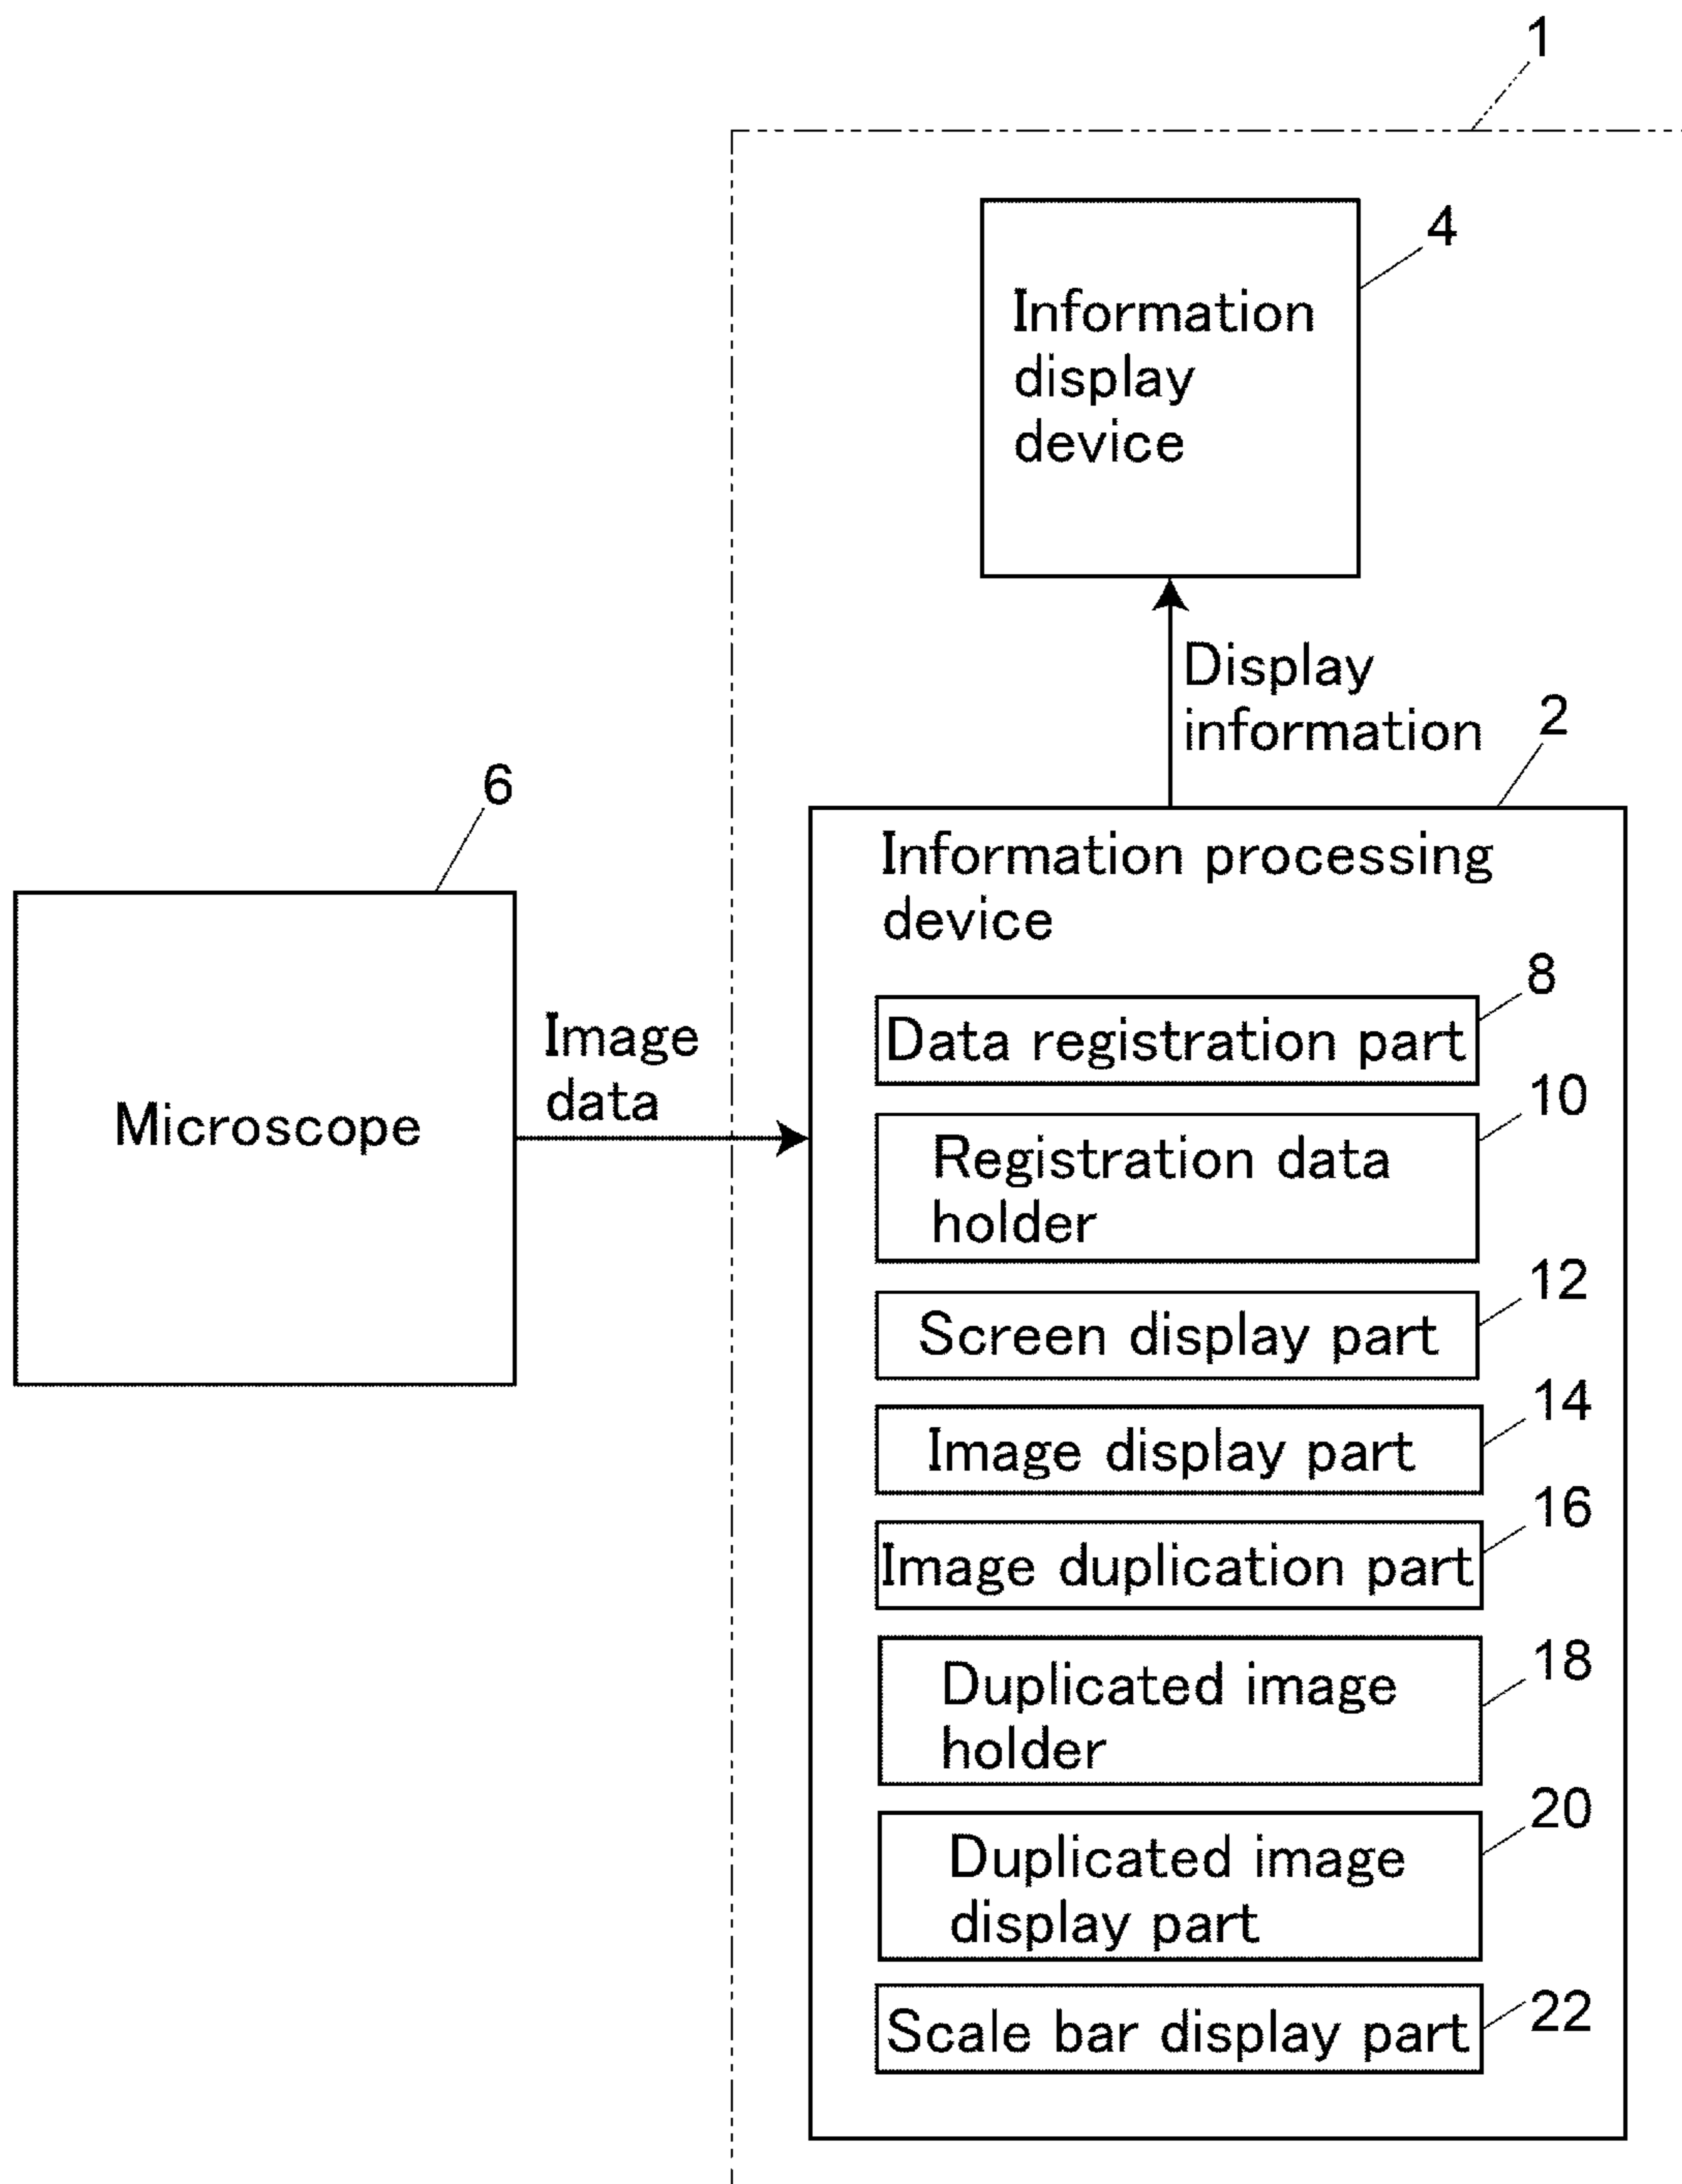 1
4
Information
display
device
Display
information
2
6
Information processing
device
Microscope
Image
data
8
Data registration part
10
Registration data
holder
12
Screen display part
14
Image display part
16
Image duplication part
18
Duplicated image
holder
20
Duplicated image
display part
22
Scale bar display part